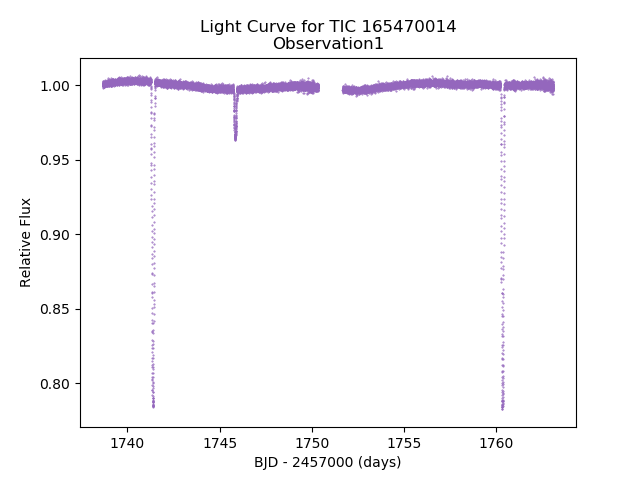 Light Curve for TIC 165470014
Observation1
1.00
0.95
0.90
0.85
0.80
Relative Flux
1740
1745
1750
1755
1760
BJD - 2457000 (days)